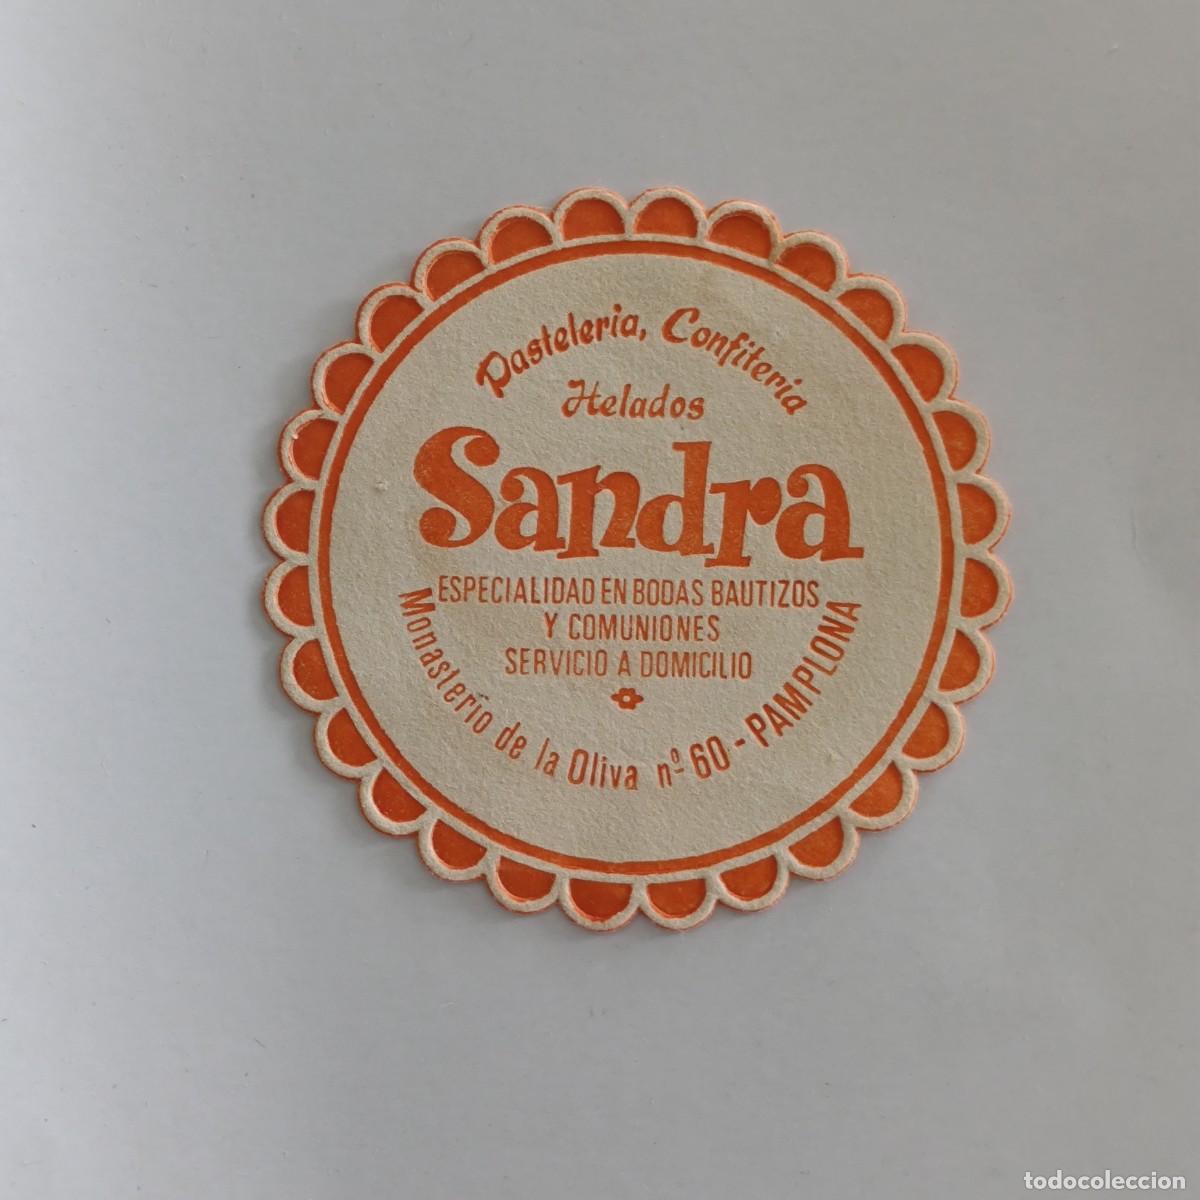 Pasteleria, Confiteria
Helados
Sandra
ESPECIALIDAD EN BODAS BAUTIZOS
Y COMUNIONES
SERVICIO A DOMICILIO
Monasterio de la Oliva nº 60 - PAMPLONA
todocoleccion